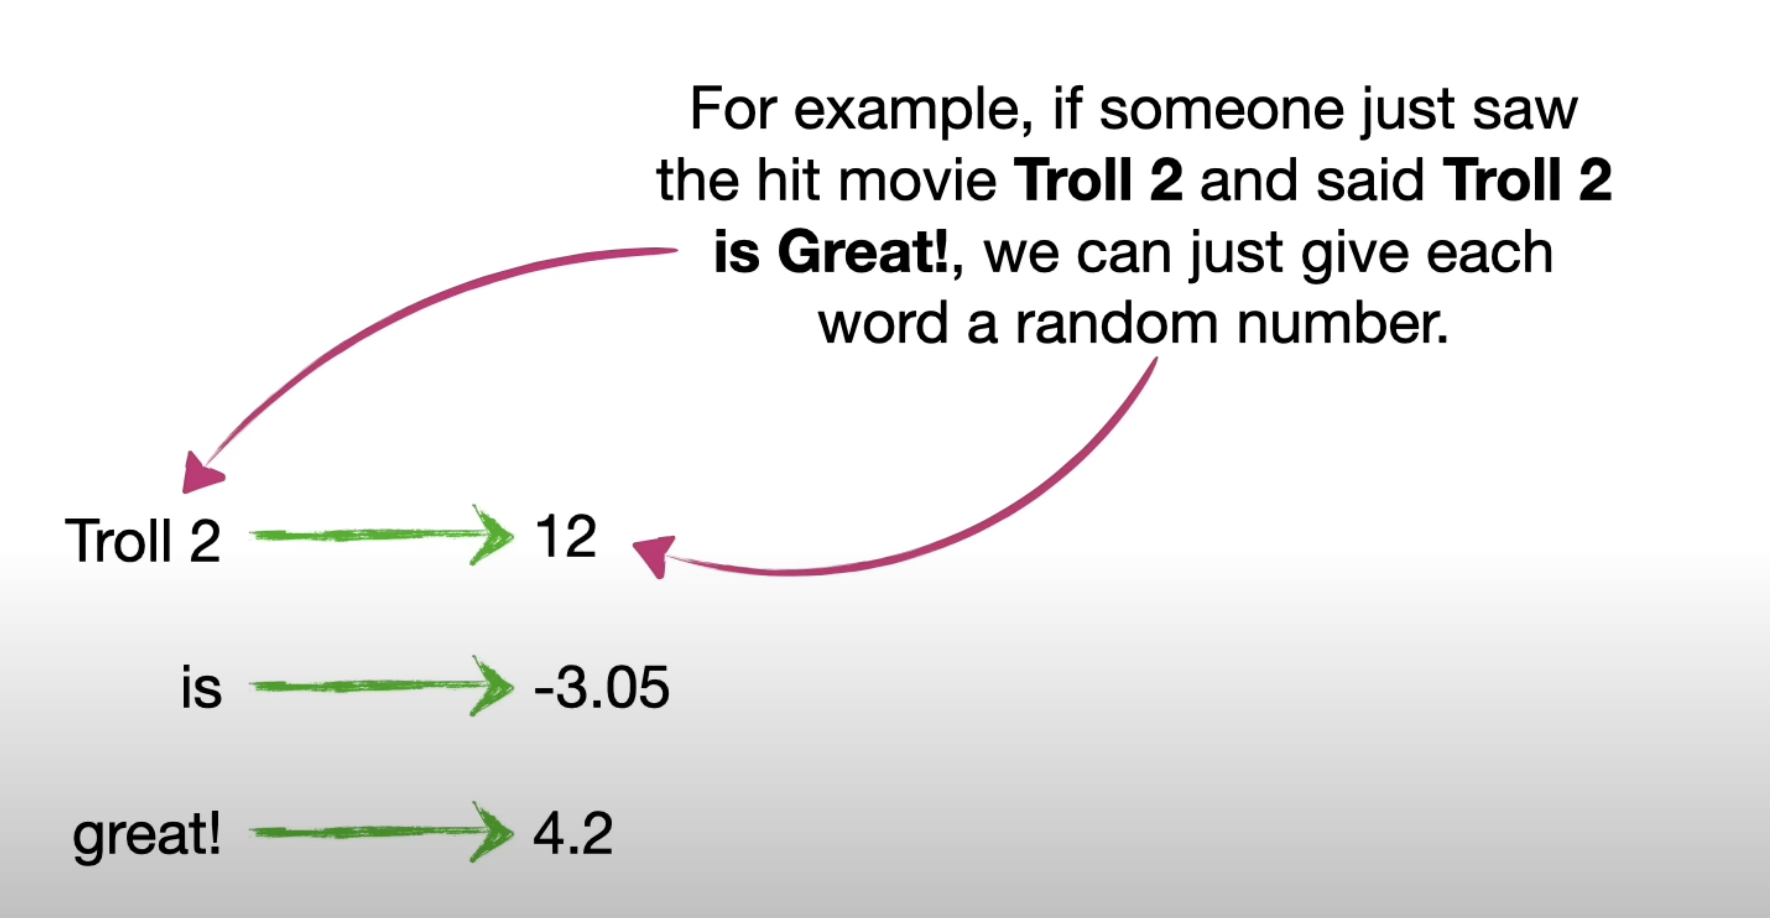 For example, if someone just saw
the hit movie Troll 2 and said Troll 2
is Great!, we can just give each
word a random number.
Troll 2 12
is -3.05
great! 4.2